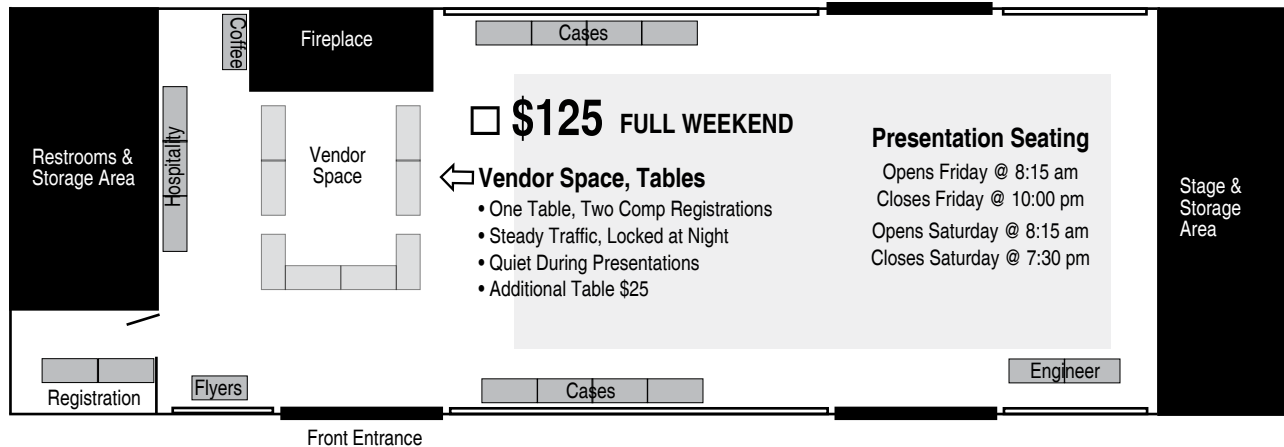 Coffee
Fireplace
Cases
Restrooms &
Storage Area
Hospitality
Vendor
Space
$125 FULL WEEKEND
Vendor Space, Tables
• One Table, Two Comp Registrations
• Steady Traffic, Locked at Night
• Quiet During Presentations
• Additional Table $25
Presentation Seating
Opens Friday @ 8:15 am
Closes Friday @ 10:00 pm
Opens Saturday @ 8:15 am
Closes Saturday @ 7:30 pm
Stage &
Storage
Area
Registration
Flyers
Cases
Engineer
Front Entrance